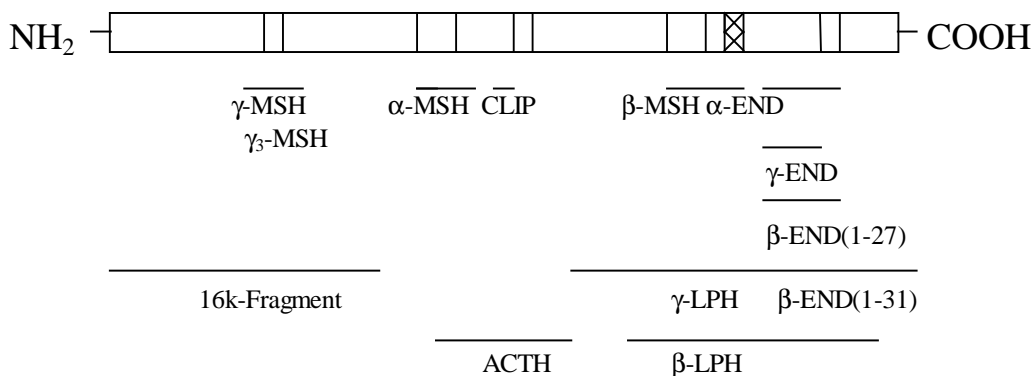 NH₂ COOH
γ-MSH α-MSH CLIP β-MSH α-END
γ₃-MSH
γ-END
β-END(1-27)
16k-Fragment γ-LPH β-END(1-31)
ACTH β-LPH